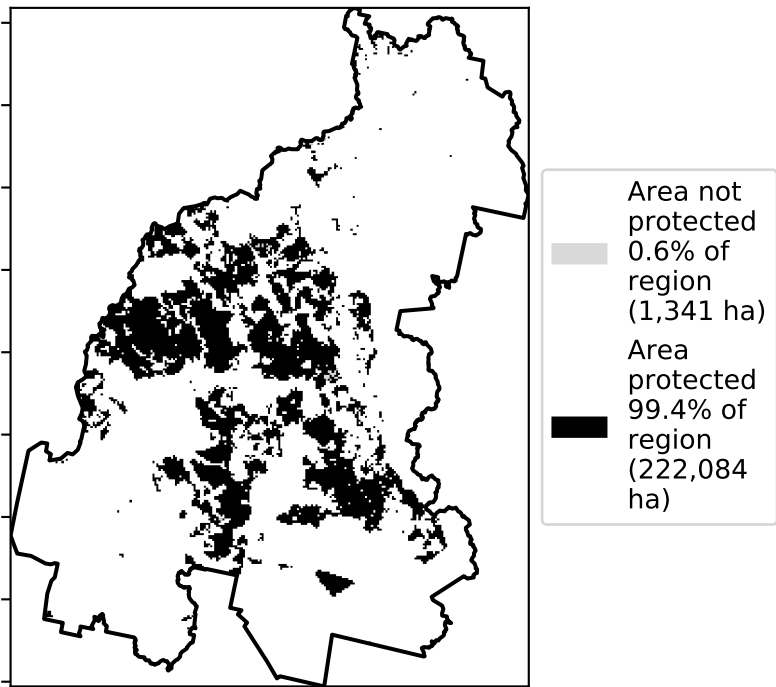 Area not
protected
0.6% of
region
(1,341 ha)
Area
protected
99.4% of
region
(222,084
ha)